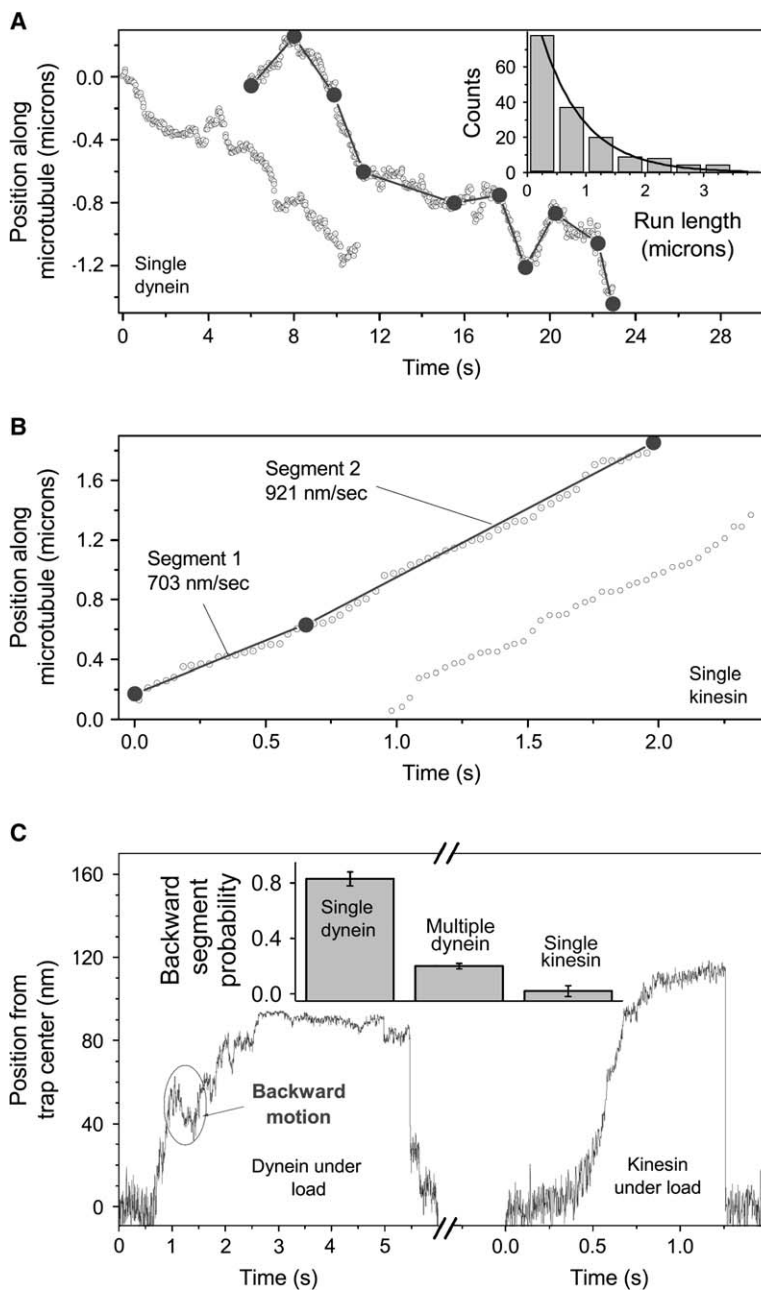 A
Position along
microtubule (microns)
0.0
-0.4
-0.8
-1.2
Single
dynein
0 4 8 12 16 20 24 28
Time (s)
Counts
60
40
20
0
0 1 2 3
Run length
(microns)
B
Position along
microtubule (microns)
1.6
1.2
0.8
0.4
0.0
Segment 2
921 nm/sec
Segment 1
703 nm/sec
Single
kinesin
0.0 0.5 1.0 1.5 2.0
Time (s)
C
Position from
trap center (nm)
160
120
80
40
0
Backward
segment
probability
0.8
0.4
0.0
Single
dynein
Multiple
dynein
Single
kinesin
Backward
motion
Dynein under
load
Kinesin
under load
0 1 2 3 4 5
0.0 0.5 1.0
Time (s)
Time (s)